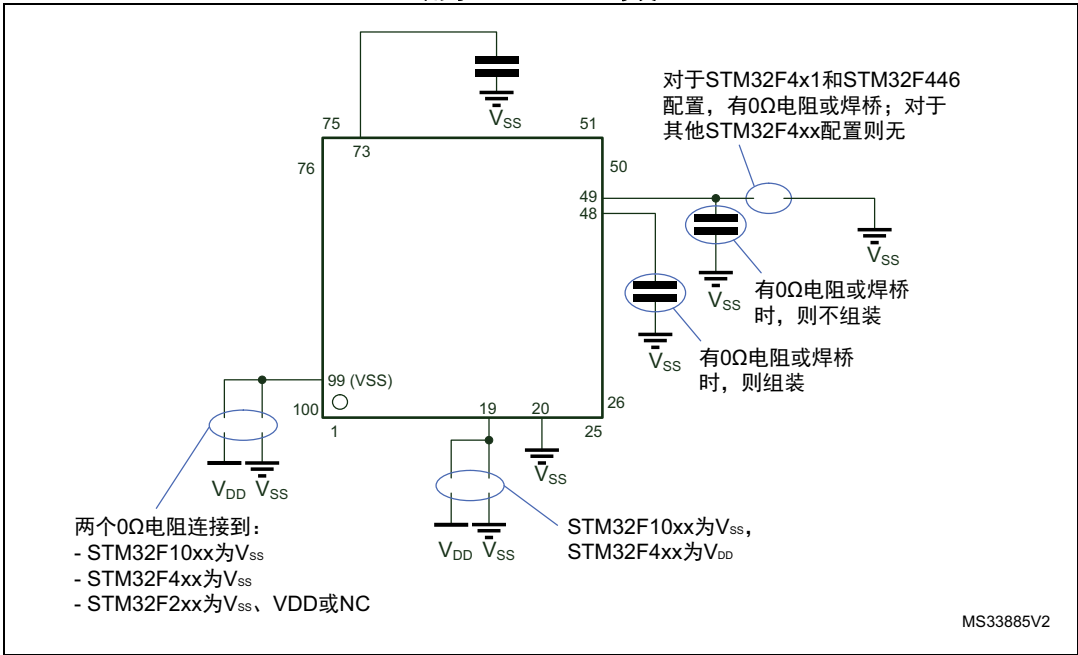 对于STM32F4x1和STM32F446
配置，有0Ω电阻或焊桥；对于
其他STM32F4xx配置则无
VSS
75
51
73
76
50
49
48
VSS
VSS
有0Ω电阻或焊桥
时，则不组装
VSS
有0Ω电阻或焊桥
时，则组装
99 (VSS)
100
19
20
26
1
25
VSS
VDD
VSS
两个0Ω电阻连接到：
- STM32F10xx为VSS
- STM32F4xx为VSS
- STM32F2xx为VSS、VDD或NC
VDD
VSS
STM32F10xx为VSS，
STM32F4xx为VDD
MS33885V2